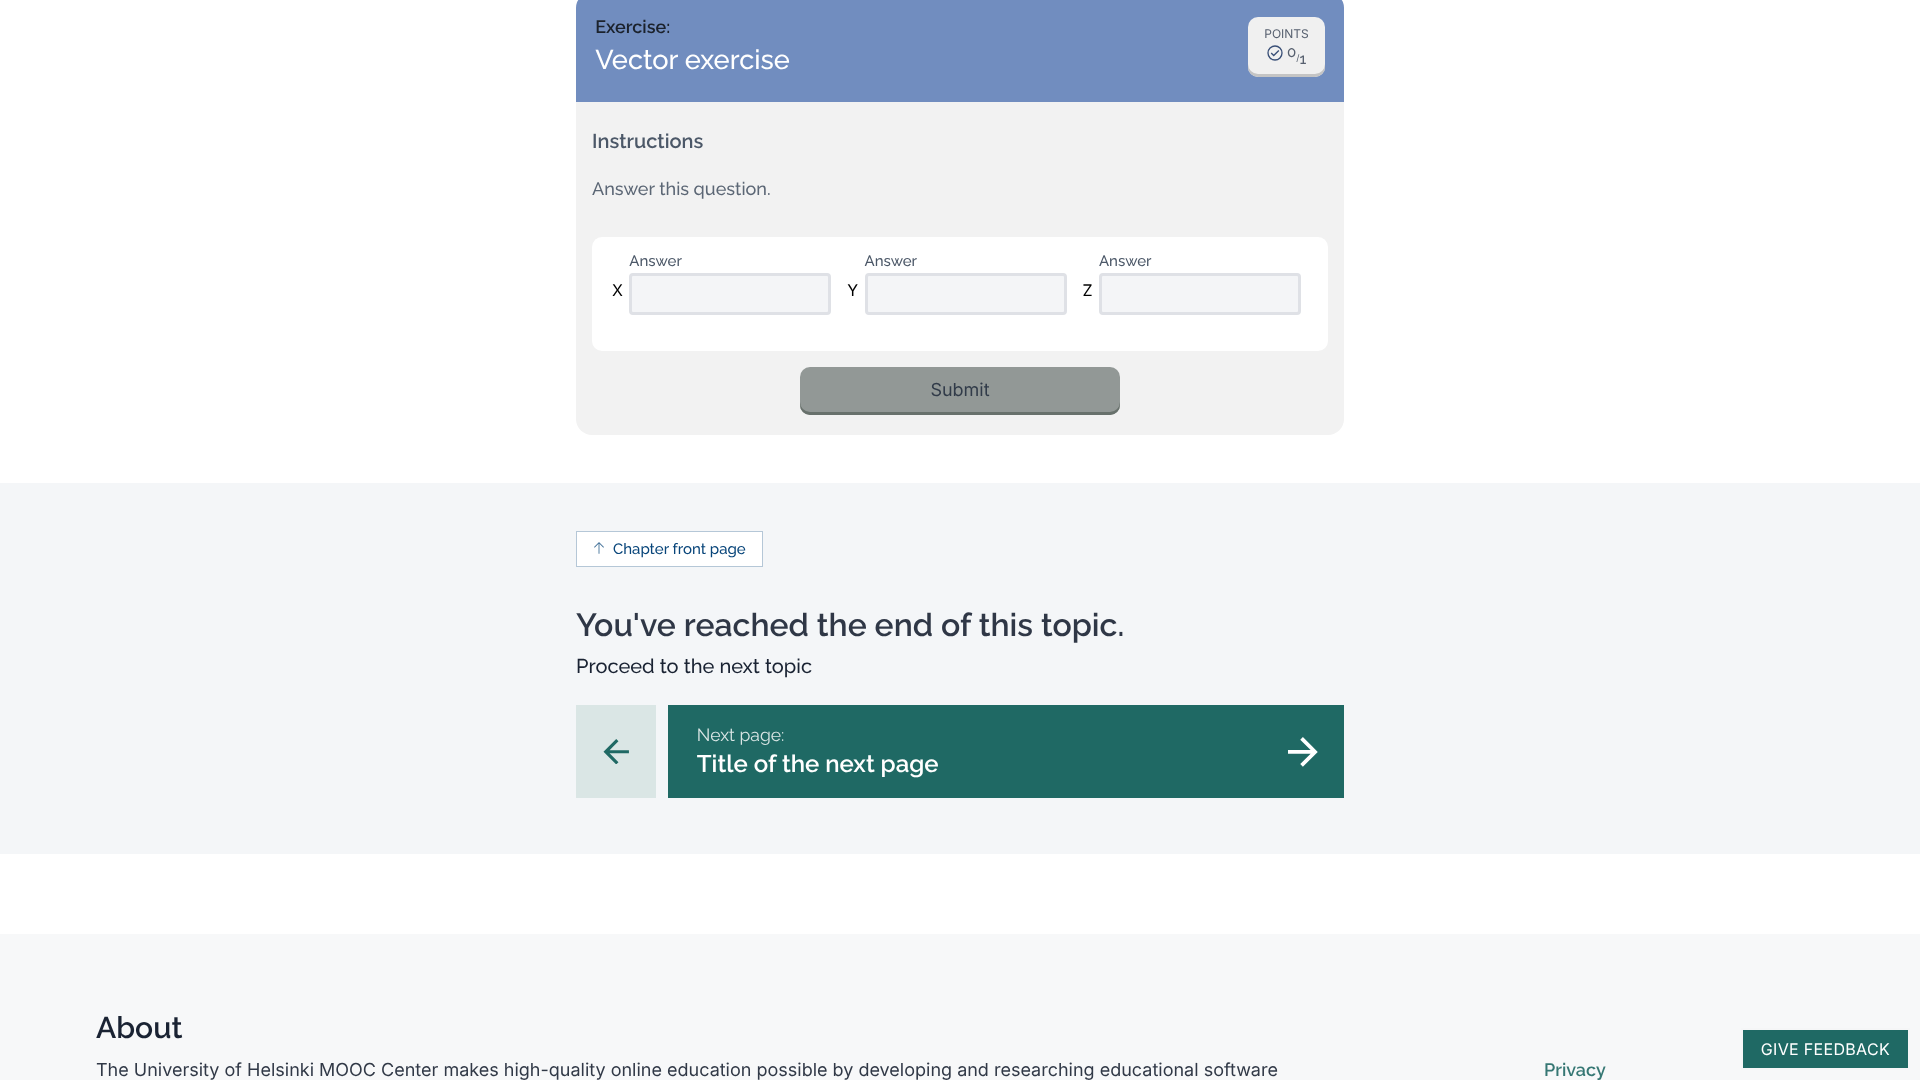 Exercise:
Vector exercise
POINTS
0/1
Instructions
Answer this question.
Answer Answer Answer
X Y Z
Submit
Chapter front page
You've reached the end of this topic.
Proceed to the next topic
Next page:
Title of the next page
About
The University of Helsinki MOOC Center makes high-quality online education possible by developing and researching educational software
Privacy
GIVE FEEDBACK